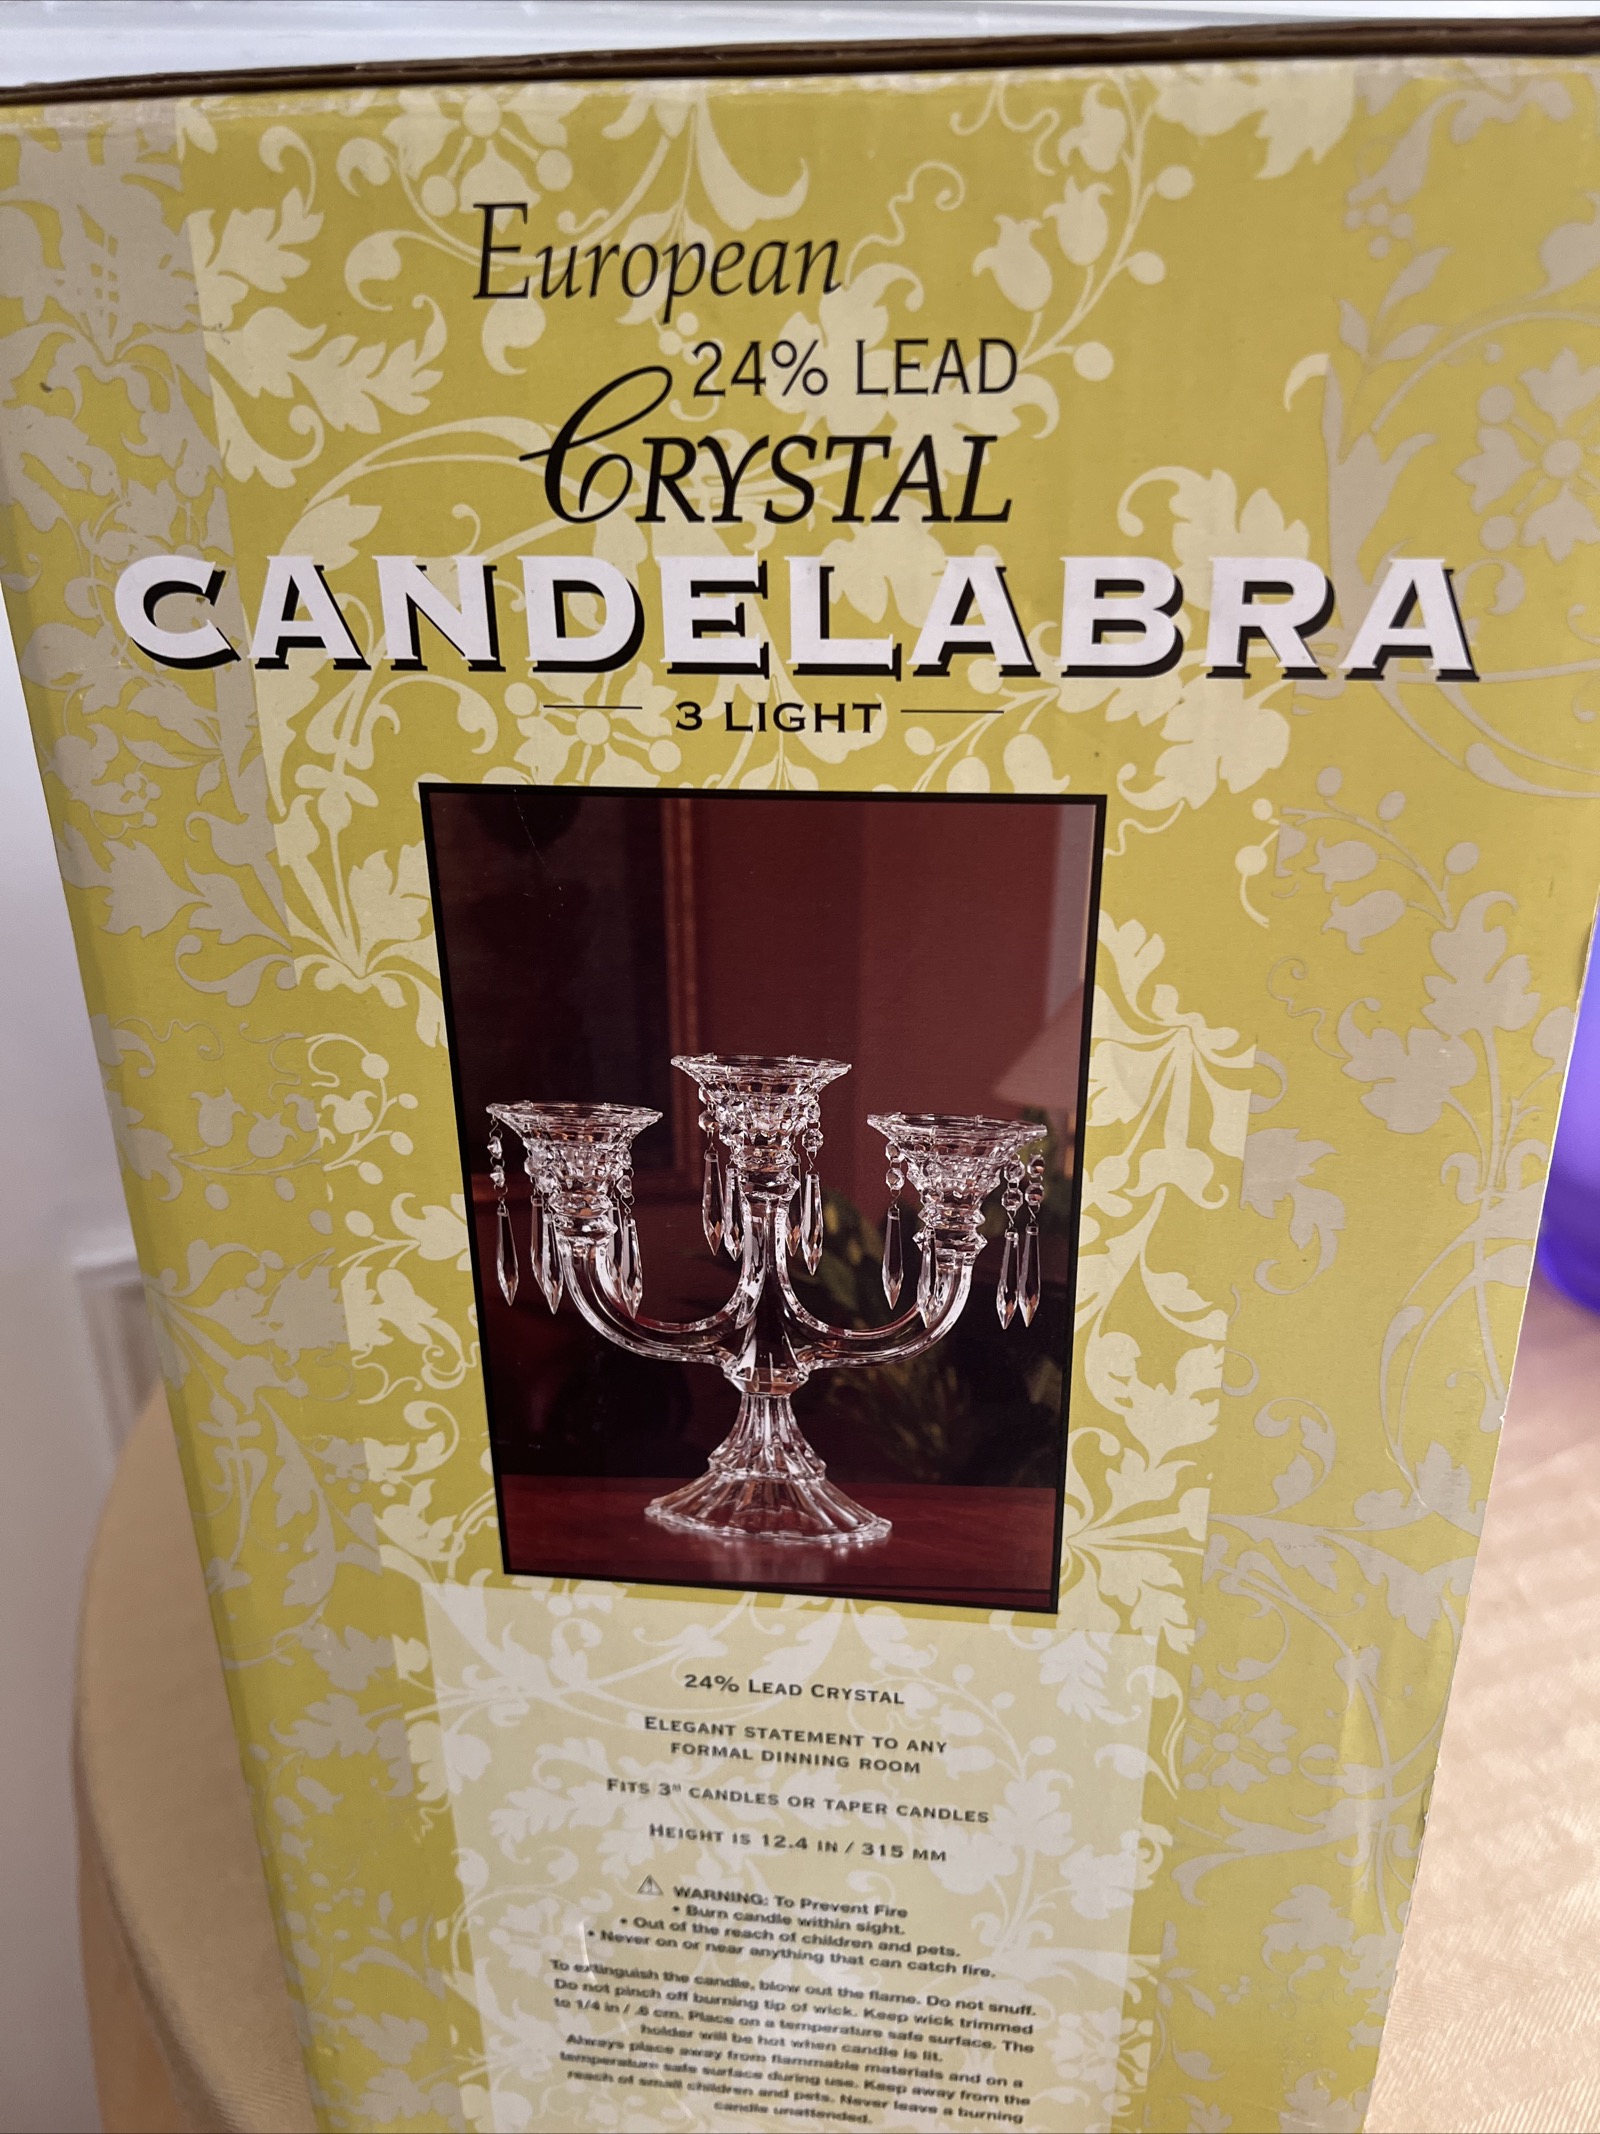 European
24% LEAD
CRYSTAL
CANDELABRA
3 LIGHT
24% LEAD CRYSTAL
ELEGANT STATEMENT TO ANY
FORMAL DINNING ROOM
FITS 3" CANDLES OR TAPER CANDLES
HEIGHT IS 12.4 IN / 315 MM
⚠ WARNING: To Prevent Fire
• Burn candle within sight.
• Out of the reach of children and pets.
• Never on or near anything that can catch fire.
To extinguish the candle, blow out the flame. Do not snuff.
Do not pinch off burning tip of wick. Keep wick trimmed
to 1/4 in / .6 cm. Place on a temperature safe surface. The
holder will be hot when candle is lit.
Always place away from flammable materials and on a
temperature safe surface during use. Keep away from the
reach of small children and pets. Never leave a burning
candle unattended.